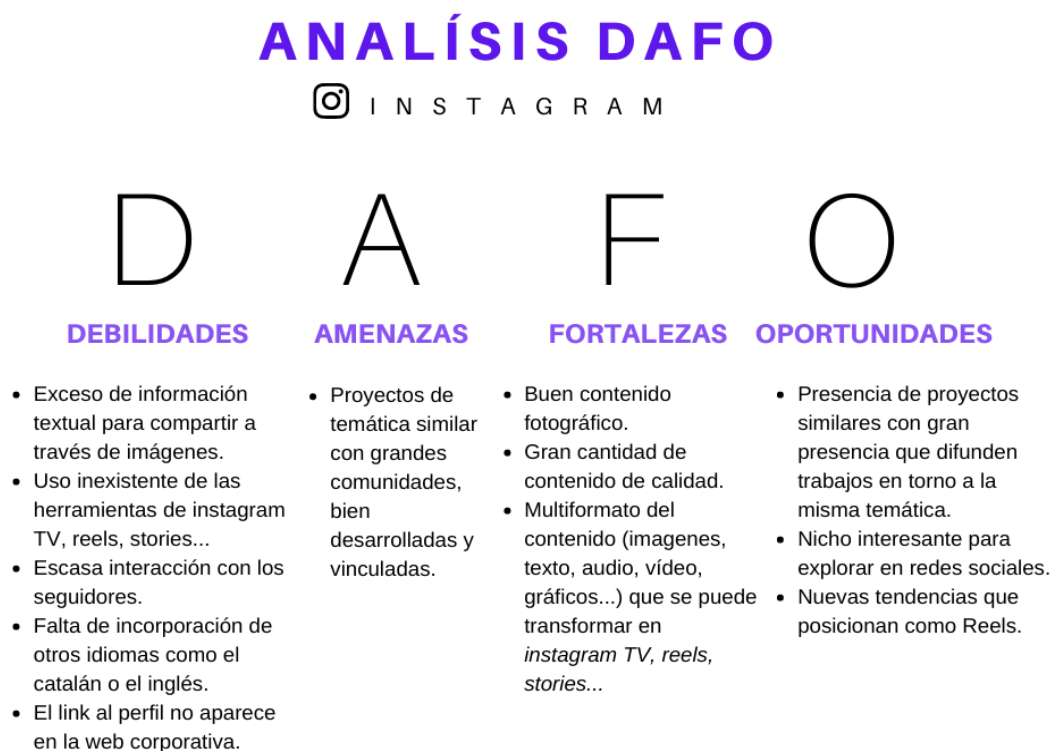 ANALÍSIS DAFO
INSTAGRAM
D A F O
DEBILIDADES
• Exceso de información
textual para compartir a
través de imágenes.
• Uso inexistente de las
herramientas de instagram
TV, reels, stories...
• Escasa interacción con los
seguidores.
• Falta de incorporación de
otros idiomas como el
catalán o el inglés.
• El link al perfil no aparece
en la web corporativa.
AMENAZAS
• Proyectos de
temática similar
con grandes
comunidades,
bien
desarrolladas y
vinculadas.
FORTALEZAS
• Buen contenido
fotográfico.
• Gran cantidad de
contenido de calidad.
• Multiformato del
contenido (imagenes,
texto, audio, vídeo,
gráficos...) que se puede
transformar en
instagram TV, reels,
stories...
OPORTUNIDADES
• Presencia de proyectos
similares con gran
presencia que difunden
trabajos en torno a la
misma temática.
• Nicho interesante para
explorar en redes sociales.
• Nuevas tendencias que
posicionan como Reels.